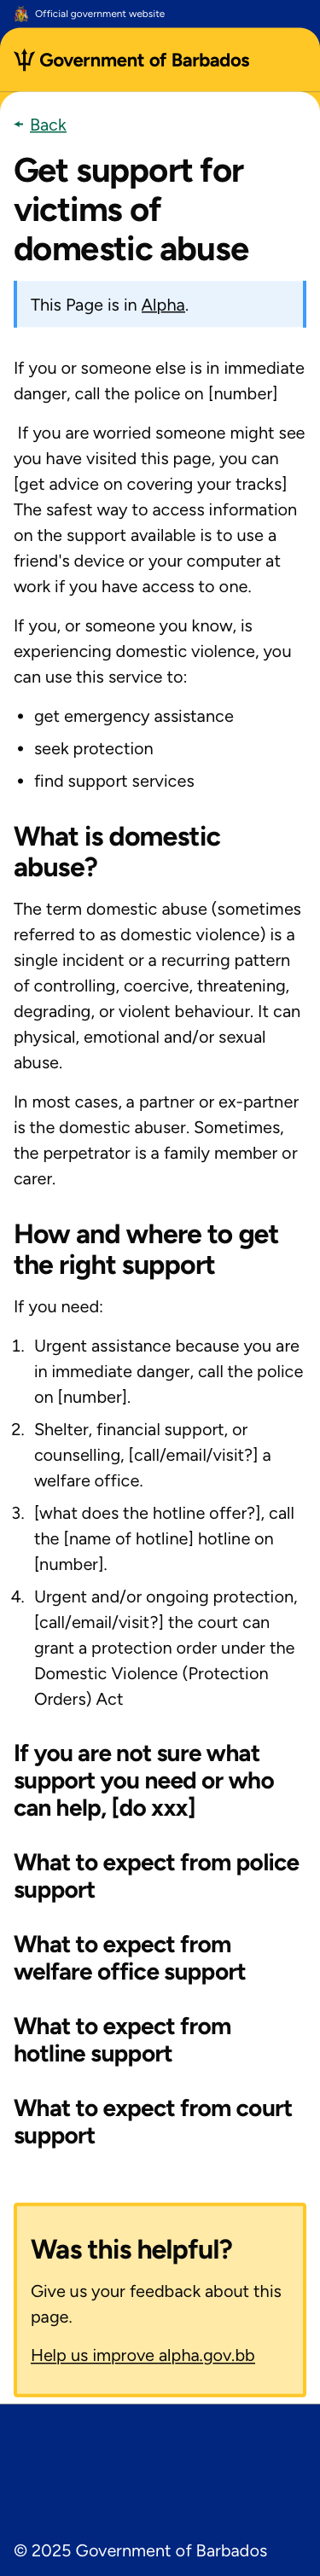 Official government website
Government of Barbados
Back
Get support for
victims of
domestic abuse
This Page is in Alpha.
If you or someone else is in immediate
danger, call the police on [number]
If you are worried someone might see
you have visited this page, you can
[get advice on covering your tracks]
The safest way to access information
on the support available is to use a
friend's device or your computer at
work if you have access to one.
If you, or someone you know, is
experiencing domestic violence, you
can use this service to:
• get emergency assistance
• seek protection
• find support services
What is domestic
abuse?
The term domestic abuse (sometimes
referred to as domestic violence) is a
single incident or a recurring pattern
of controlling, coercive, threatening,
degrading, or violent behaviour. It can
physical, emotional and/or sexual
abuse.
In most cases, a partner or ex-partner
is the domestic abuser. Sometimes,
the perpetrator is a family member or
carer.
How and where to get
the right support
If you need:
1. Urgent assistance because you are
in immediate danger, call the police
on [number].
2. Shelter, financial support, or
counselling, [call/email/visit?] a
welfare office.
3. [what does the hotline offer?], call
the [name of hotline] hotline on
[number].
4. Urgent and/or ongoing protection,
[call/email/visit?] the court can
grant a protection order under the
Domestic Violence (Protection
Orders) Act
If you are not sure what
support you need or who
can help, [do xxx]
What to expect from police
support
What to expect from
welfare office support
What to expect from
hotline support
What to expect from court
support
Was this helpful?
Give us your feedback about this
page.
Help us improve alpha.gov.bb
© 2025 Government of Barbados